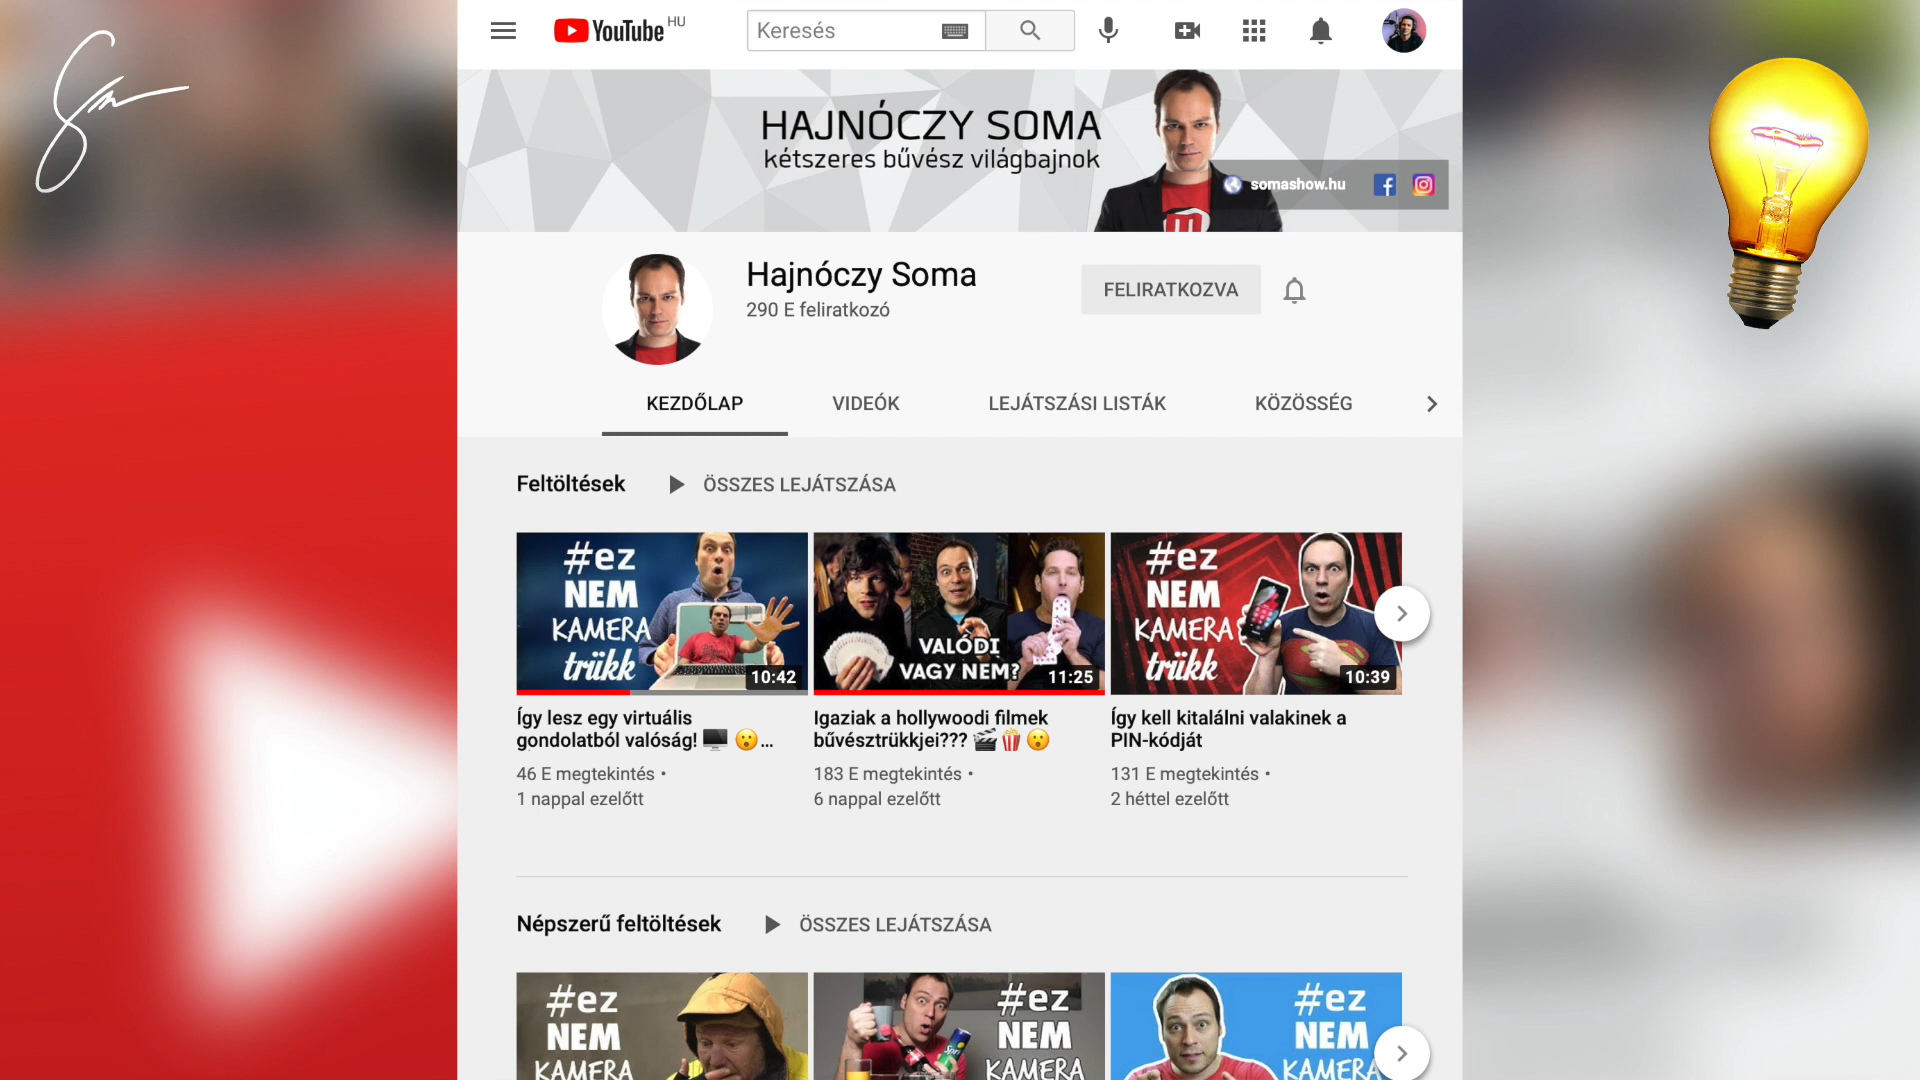 YouTube HU
Keresés
HAJNÓCZY SOMA
kétszeres bűvész világbajnok
somashow.hu
Hajnóczy Soma
290 E feliratkozó
FELIRATKOZVA
KEZDŐLAP
VIDEÓK
LEJÁTSZÁSI LISTÁK
KÖZÖSSÉG
Feltöltések
ÖSSZES LEJÁTSZÁSA
#ez
NEM
KAMERA
trükk
10:42
VALÓDI
VAGY NEM?
11:25
#ez
NEM
KAMERA
trükk
10:39
Így lesz egy virtuális
gondolatból valóság! 🖥️ 😮...
46 E megtekintés •
1 nappal ezelőtt
Igaziak a hollywoodi filmek
bűvésztrükkjei??? 🎬🍿😮
183 E megtekintés •
6 nappal ezelőtt
Így kell kitalálni valakinek a
PIN-kódját
131 E megtekintés •
2 héttel ezelőtt
Népszerű feltöltések
ÖSSZES LEJÁTSZÁSA
#ez
NEM
KAMERA
#ez
NEM
KAMERA
#ez
NEM
KAMERA